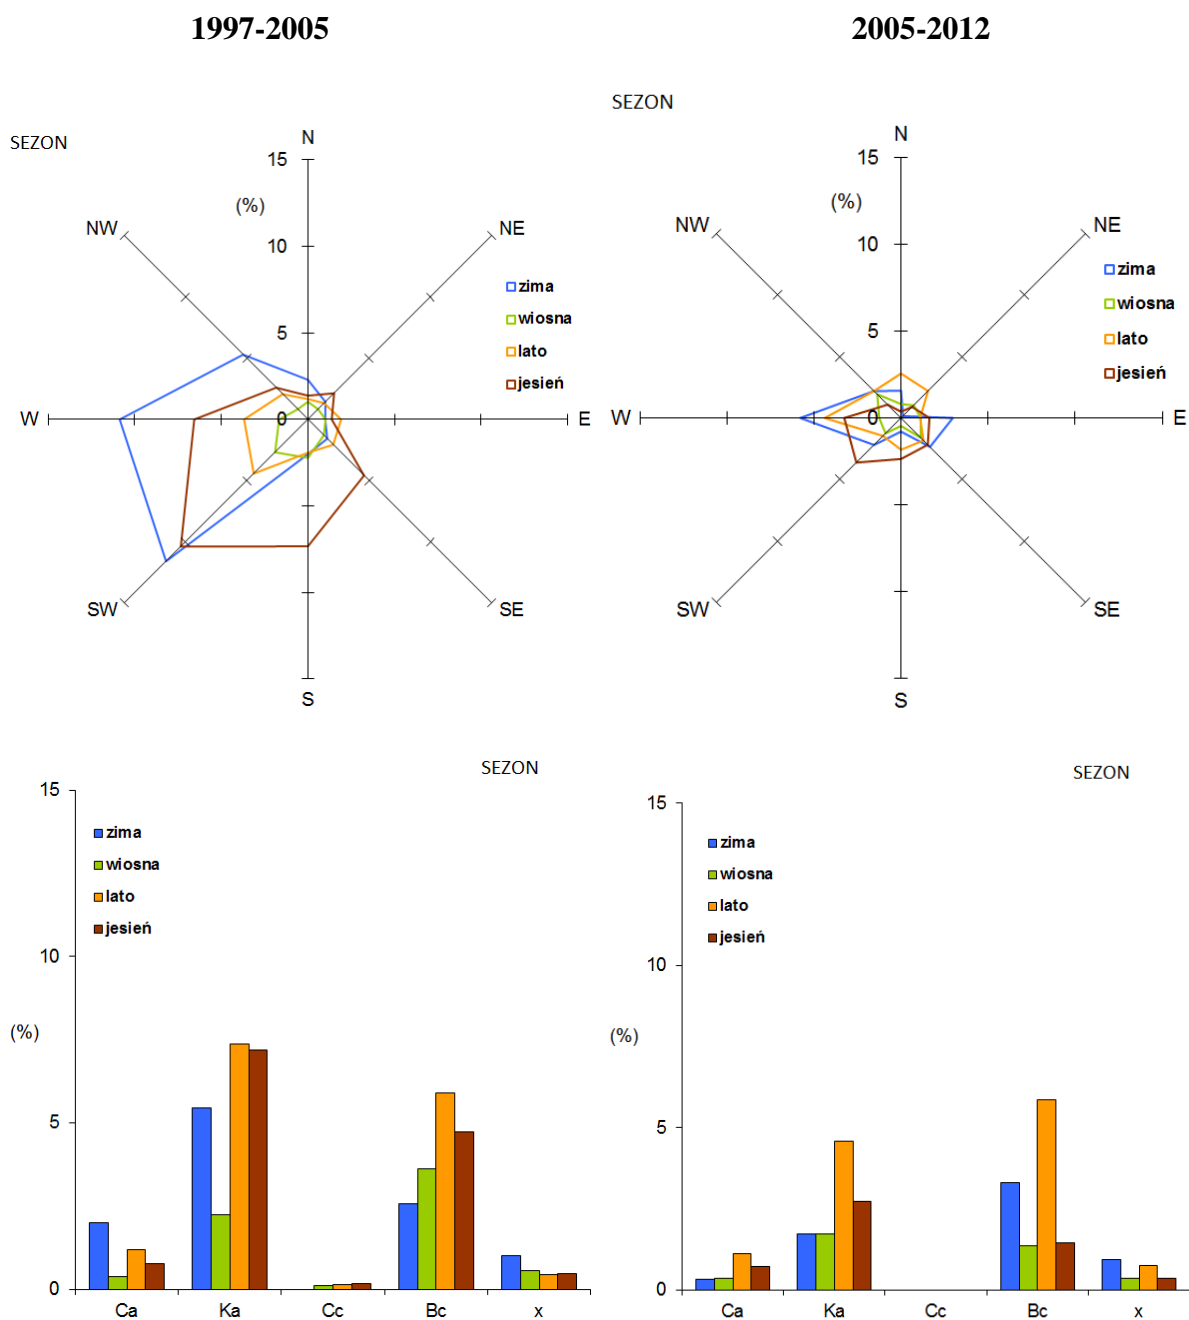 1997-2005
2005-2012
SEZON
N
15
(%)
NW
NE
10
zima
wiosna
5
lato
jesień
W
0
E
SW
SE
S
SEZON
N
15
(%)
NW
NE
10
zima
wiosna
5
lato
jesień
W
0
E
SW
SE
S
SEZON
15
zima
wiosna
lato
jesień
10
(%)
5
0
Ca Ka Cc Bc x
SEZON
15
zima
wiosna
lato
jesień
10
(%)
5
0
Ca Ka Cc Bc x